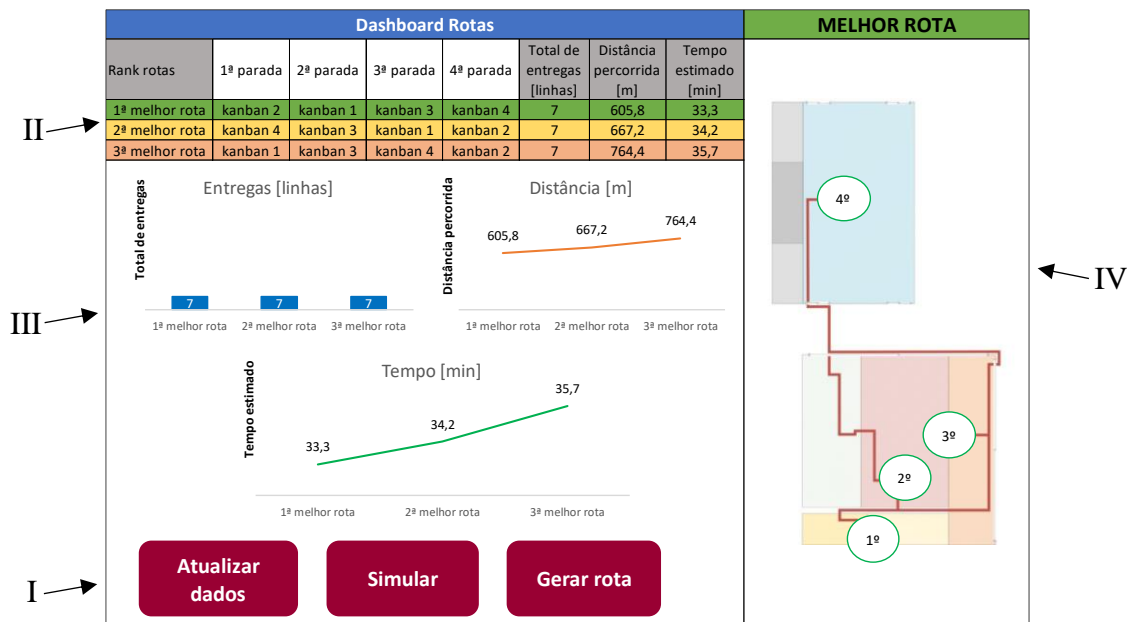 Dashboard Rotas
MELHOR ROTA
Rank rotas 1ª parada 2ª parada 3ª parada 4ª parada Total de entregas [linhas] Distância percorrida [m] Tempo estimado [min]
1ª melhor rota kanban 2 kanban 1 kanban 3 kanban 4 7 605,8 33,3
2ª melhor rota kanban 4 kanban 3 kanban 1 kanban 2 7 667,2 34,2
3ª melhor rota kanban 1 kanban 3 kanban 4 kanban 2 7 764,4 35,7
II
Entregas [linhas]
Total de entregas
7 7 7
1ª melhor rota 2ª melhor rota 3ª melhor rota
Distância [m]
Distância percorrida
605,8 667,2 764,4
1ª melhor rota 2ª melhor rota 3ª melhor rota
III
Tempo [min]
Tempo estimado
33,3 34,2 35,7
1ª melhor rota 2ª melhor rota 3ª melhor rota
I
Atualizar
dados
Simular
Gerar rota
4º
IV
3º
2º
1º